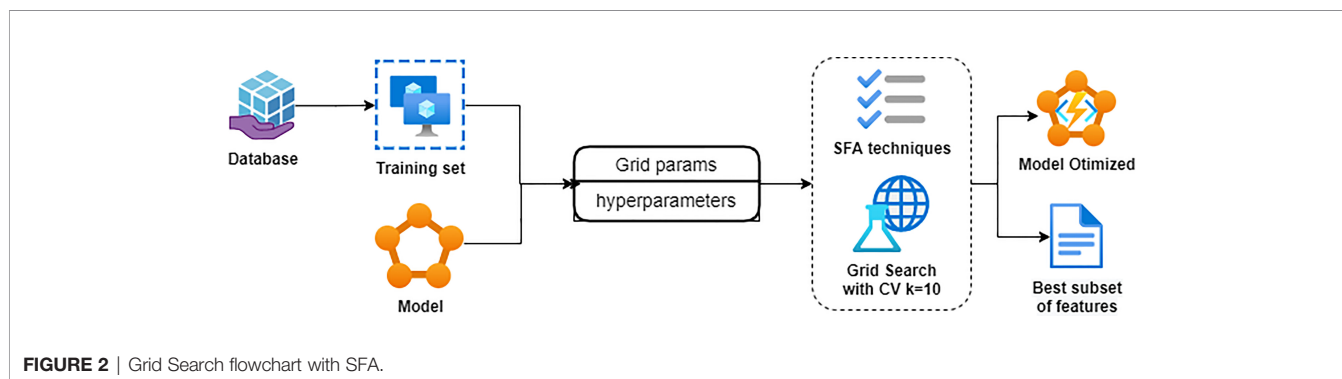 Database
Training set
Model
Grid params
hyperparameters
SFA techniques
Grid Search
with CV k=10
Model Otimized
Best subset
of features
FIGURE 2 | Grid Search flowchart with SFA.